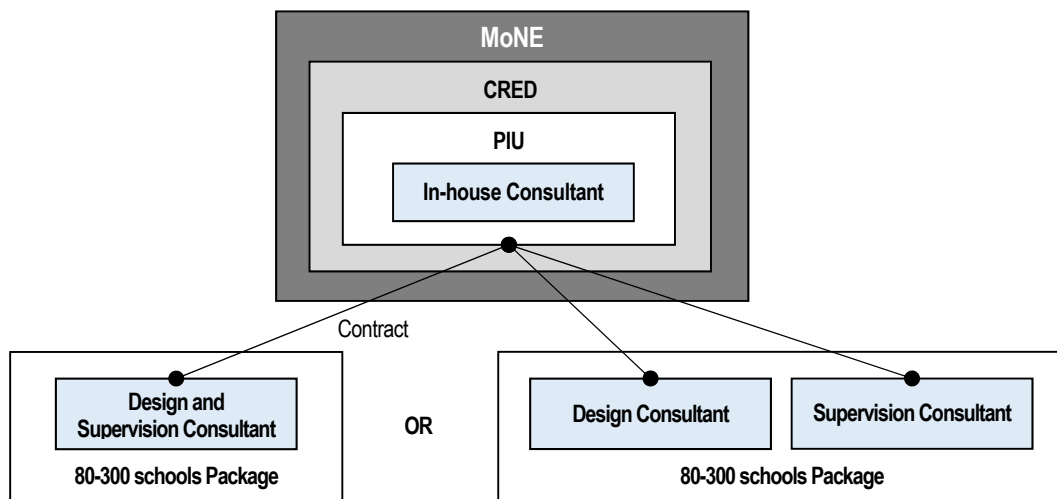 MoNE
CRED
PIU
In-house Consultant
Contract
Design and
Supervision Consultant
80-300 schools Package
OR
Design Consultant
Supervision Consultant
80-300 schools Package